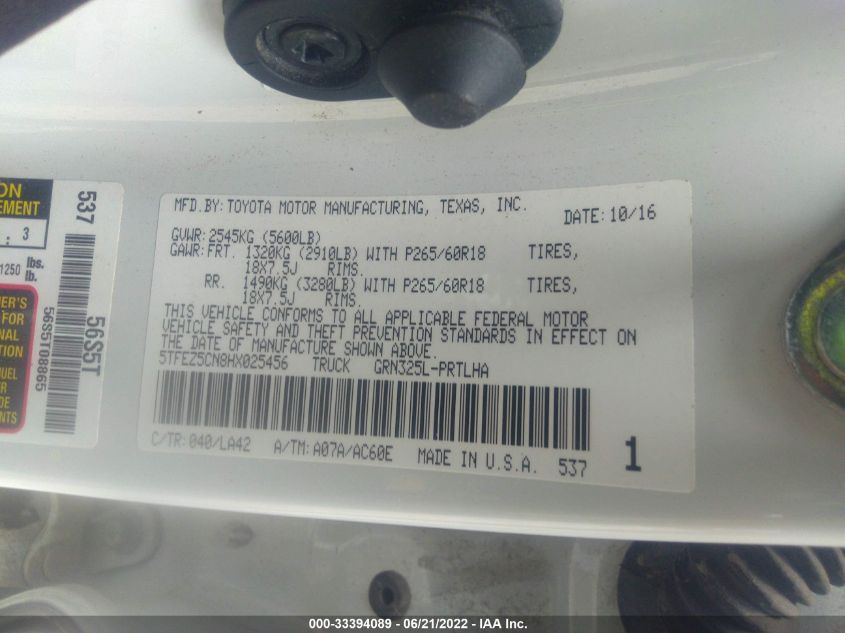 ON
EMENT
: 3
1250 lbs.
lb.
ER'S
FOR
NAL
TION
UEL
ER
DE
NTS
537
56S5T
56S5T08865
MFD.BY: TOYOTA MOTOR MANUFACTURING, TEXAS, INC. DATE: 10/16
GVWR: 2545KG (5600LB)
GAWR: FRT. 1320KG (2910LB) WITH P265/60R18 TIRES,
18X7.5J RIMS.
RR. 1490KG (3280LB) WITH P265/60R18 TIRES,
18X7.5J RIMS.
THIS VEHICLE CONFORMS TO ALL APPLICABLE FEDERAL MOTOR
VEHICLE SAFETY AND THEFT PREVENTION STANDARDS IN EFFECT ON
THE DATE OF MANUFACTURE SHOWN ABOVE.
5TFEZ5CN8HX025456 TRUCK GRN325L-PRTLHA
C/TR: 040/LA42 A/TM: A07A/AC60E MADE IN U.S.A. 537 1
000-33394089 - 06/21/2022 - IAA Inc.